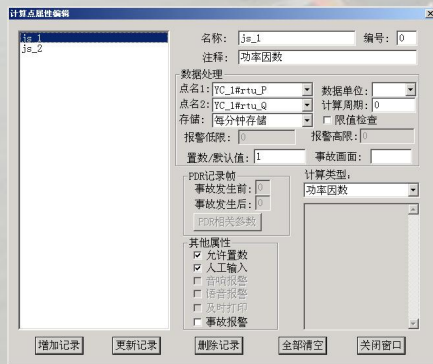 计算点属性编辑
js_1
js_2
名称: js_1 编号: 0
注释: 功率因数
数据处理
点名1: YC_1#rtu_P 数据单位:
点名2: YC_1#rtu_Q 计算周期: 0
存储: 每分钟存储 限值检查
报警低限: 0 报警高限: 0
置数/默认值: 1 事故画面:
PDR记录帧 计算类型:
事故发生前: 0 功率因数
事故发生后: 0
PDR相关参数
其他属性
允许置数
人工输入
音响报警
语音报警
及时打印
事故报警
增加记录 更新记录 删除记录 全部清空 关闭窗口